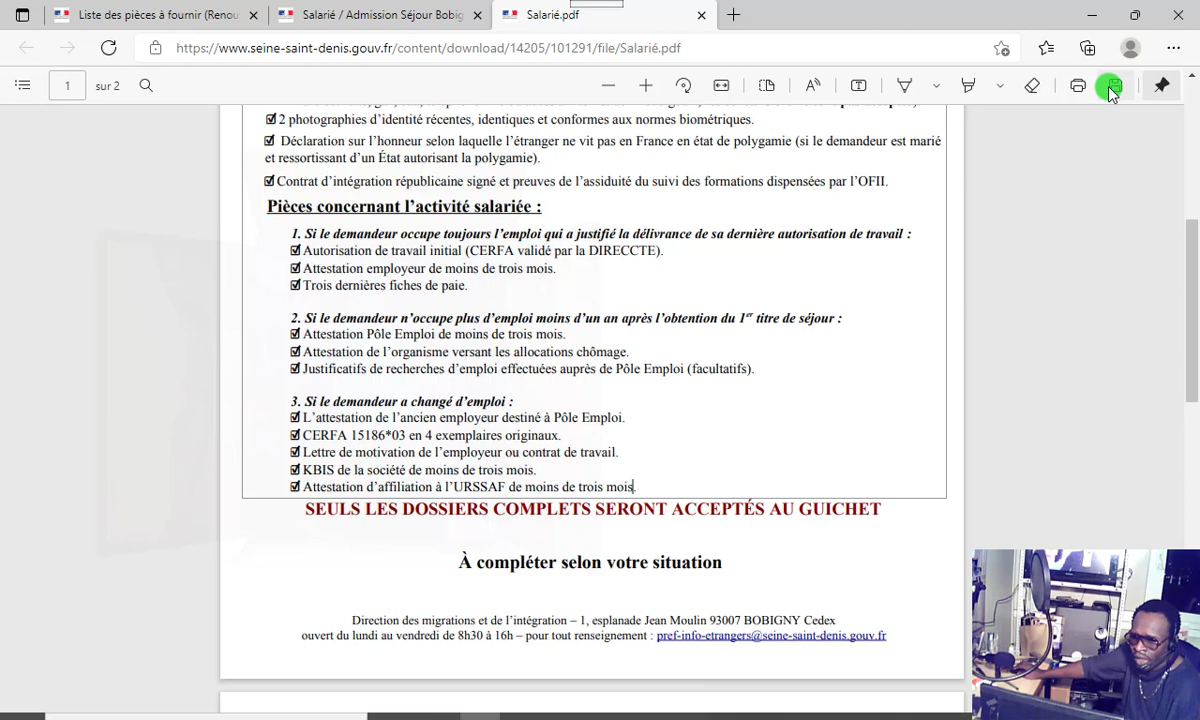 Liste des pièces à fournir (Renou
Salarié / Admission Séjour Bobig
Salarié.pdf
https://www.seine-saint-denis.gouv.fr/content/download/14205/101291/file/Salarié.pdf
1 sur 2
☑ 2 photographies d'identité récentes, identiques et conformes aux normes biométriques.
☑ Déclaration sur l'honneur selon laquelle l'étranger ne vit pas en France en état de polygamie (si le demandeur est marié
et ressortissant d'un État autorisant la polygamie).
☑ Contrat d'intégration républicaine signé et preuves de l'assiduité du suivi des formations dispensées par l'OFII.
Pièces concernant l'activité salariée :
1. Si le demandeur occupe toujours l'emploi qui a justifié la délivrance de sa dernière autorisation de travail :
☑ Autorisation de travail initial (CERFA validé par la DIRECCTE).
☑ Attestation employeur de moins de trois mois.
☑ Trois dernières fiches de paie.
2. Si le demandeur n'occupe plus d'emploi moins d'un an après l'obtention du 1er titre de séjour :
☑ Attestation Pôle Emploi de moins de trois mois.
☑ Attestation de l'organisme versant les allocations chômage.
☑ Justificatifs de recherches d'emploi effectuées auprès de Pôle Emploi (facultatifs).
3. Si le demandeur a changé d'emploi :
☑ L'attestation de l'ancien employeur destiné à Pôle Emploi.
☑ CERFA 15186*03 en 4 exemplaires originaux.
☑ Lettre de motivation de l'employeur ou contrat de travail.
☑ KBIS de la société de moins de trois mois.
☑ Attestation d'affiliation à l'URSSAF de moins de trois mois.
SEULS LES DOSSIERS COMPLETS SERONT ACCEPTÉS AU GUICHET
À compléter selon votre situation
Direction des migrations et de l'intégration – 1, esplanade Jean Moulin 93007 BOBIGNY Cedex
ouvert du lundi au vendredi de 8h30 à 16h – pour tout renseignement : pref-info-etrangers@seine-saint-denis.gouv.fr